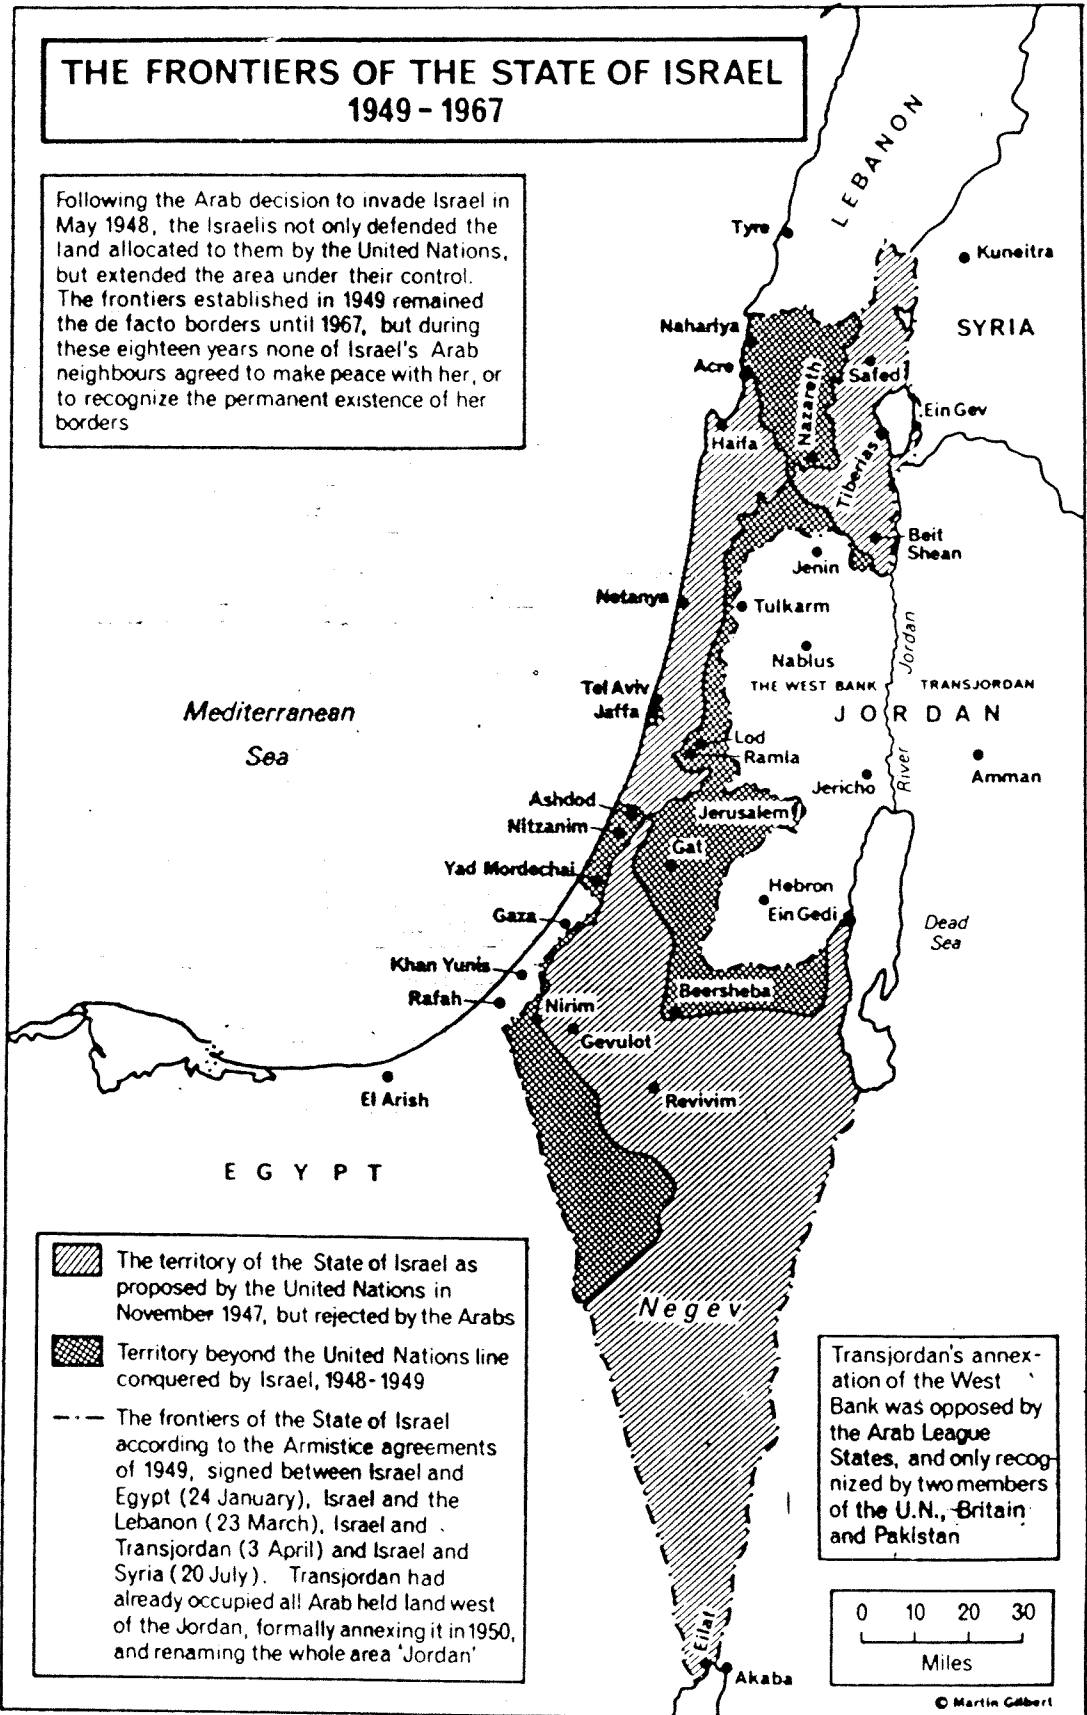 THE FRONTIERS OF THE STATE OF ISRAEL
1949 - 1967
Following the Arab decision to invade Israel in
May 1948, the Israelis not only defended the
land allocated to them by the United Nations,
but extended the area under their control.
The frontiers established in 1949 remained
the de facto borders until 1967, but during
these eighteen years none of Israel's Arab
neighbours agreed to make peace with her, or
to recognize the permanent existence of her
borders
LEBANON
Tyre
Kuneitra
SYRIA
Nahariya
Acre
Safed
Nazareth
Ein Gev
Haifa
Tiberias
Beit
Shean
Jenin
Netanya
Tulkarm
Nablus
Jordan
THE WEST BANK
TRANSJORDAN
JORDAN
Tel Aviv
Jaffa
Mediterranean
Sea
Lod
Ramla
River
Amman
Jericho
Ashdod
Jerusalem
Nitzanim
Gat
Yad Mordechai
Hebron
Ein Gedi
Gaza
Dead
Sea
Khan Yunis
Rafah
Beersheba
Nirim
Gevulot
El Arish
Revivim
EGYPT
Negev
The territory of the State of Israel as
proposed by the United Nations in
November 1947, but rejected by the Arabs
Territory beyond the United Nations line
conquered by Israel, 1948-1949
The frontiers of the State of Israel
according to the Armistice agreements
of 1949, signed between Israel and
Egypt (24 January), Israel and the
Lebanon (23 March), Israel and
Transjordan (3 April) and Israel and
Syria (20 July). Transjordan had
already occupied all Arab held land west
of the Jordan, formally annexing it in 1950,
and renaming the whole area 'Jordan'
Transjordan's annex-
ation of the West
Bank was opposed by
the Arab League
States, and only recog-
nized by two members
of the U.N., Britain
and Pakistan
Eilat
Akaba
0 10 20 30
Miles
© Martin Gilbert